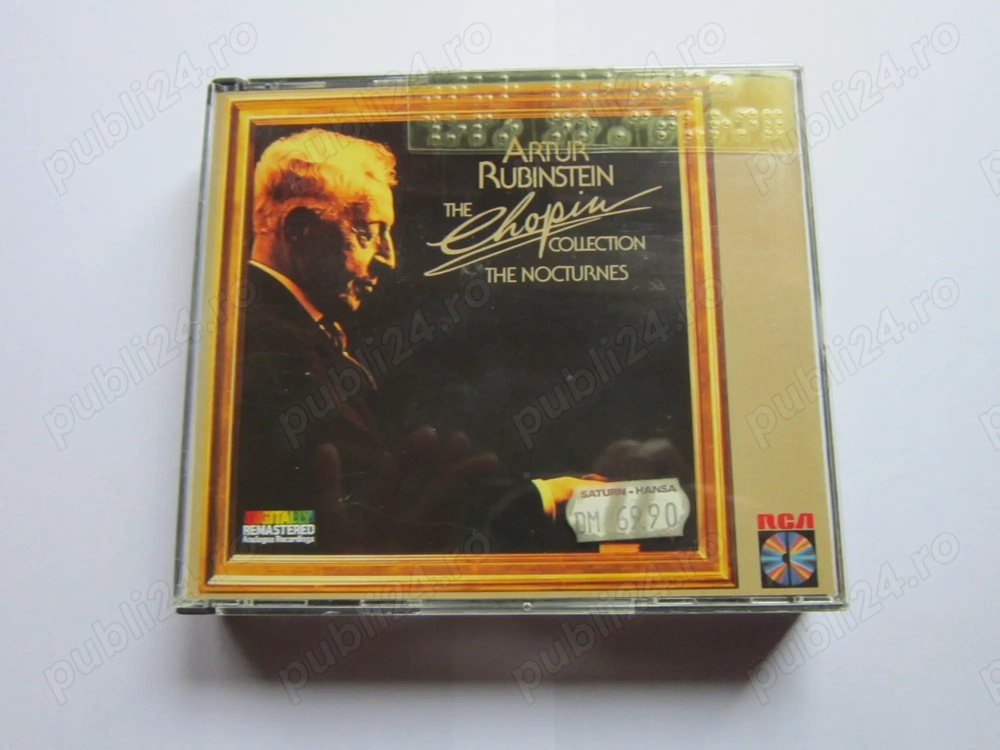 ARTUR
RUBINSTEIN
THE Chopin
COLLECTION
THE NOCTURNES
DIGITALLY
REMASTERED
Analogue Recordings
SATURN-HANSA
DM 69.90
RCA
publi24.ro